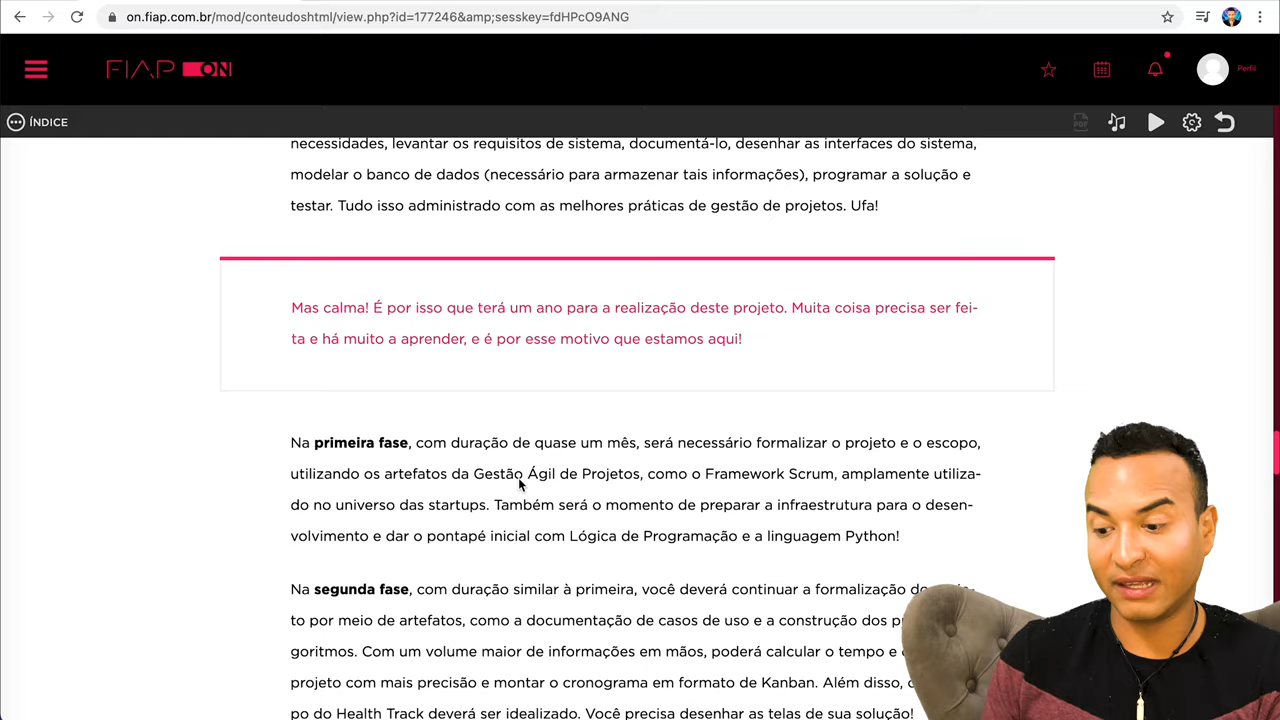 on.fiap.com.br/mod/conteudoshtml/view.php?id=177246&amp;sesskey=fdHPcO9ANG
FIAP ON
Perfil
ÍNDICE
PDF
necessidades, levantar os requisitos de sistema, documentá-lo, desenhar as interfaces do sistema,
modelar o banco de dados (necessário para armazenar tais informações), programar a solução e
testar. Tudo isso administrado com as melhores práticas de gestão de projetos. Ufa!
Mas calma! É por isso que terá um ano para a realização deste projeto. Muita coisa precisa ser fei-
ta e há muito a aprender, e é por esse motivo que estamos aqui!
Na primeira fase, com duração de quase um mês, será necessário formalizar o projeto e o escopo,
utilizando os artefatos da Gestão Ágil de Projetos, como o Framework Scrum, amplamente utiliza-
do no universo das startups. Também será o momento de preparar a infraestrutura para o desen-
volvimento e dar o pontapé inicial com Lógica de Programação e a linguagem Python!
Na segunda fase, com duração similar à primeira, você deverá continuar a formalização do
to por meio de artefatos, como a documentação de casos de uso e a construção dos
goritmos. Com um volume maior de informações em mãos, poderá calcular o tempo e
projeto com mais precisão e montar o cronograma em formato de Kanban. Além disso,
po do Health Track deverá ser idealizado. Você precisa desenhar as telas de sua solução!